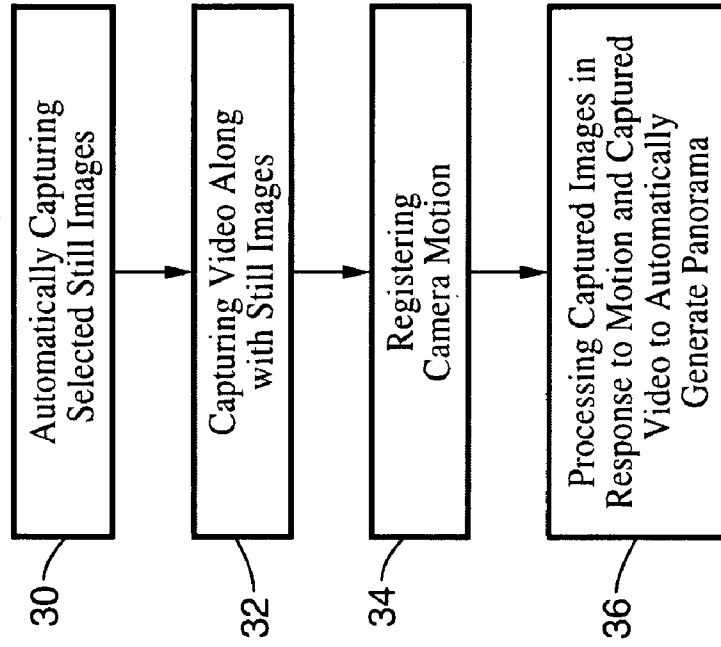 30
Automatically Capturing
Selected Still Images
32
Capturing Video Along
with Still Images
34
Registering
Camera Motion
36
Processing Captured Images in
Response to Motion and Captured
Video to Automatically
Generate Panorama